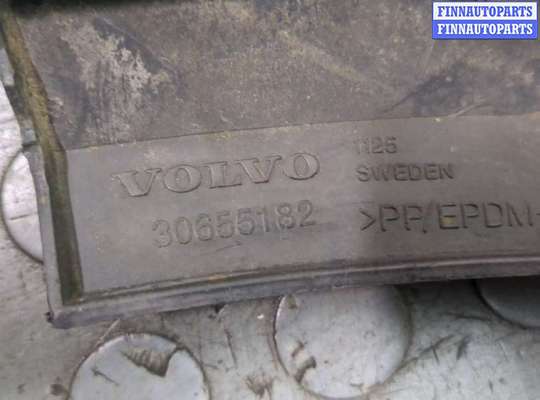 FINNAUTOPARTS
FINNAUTOPARTS
VOLVO
1126
SWEDEN
30655182
>PP/EPDM-